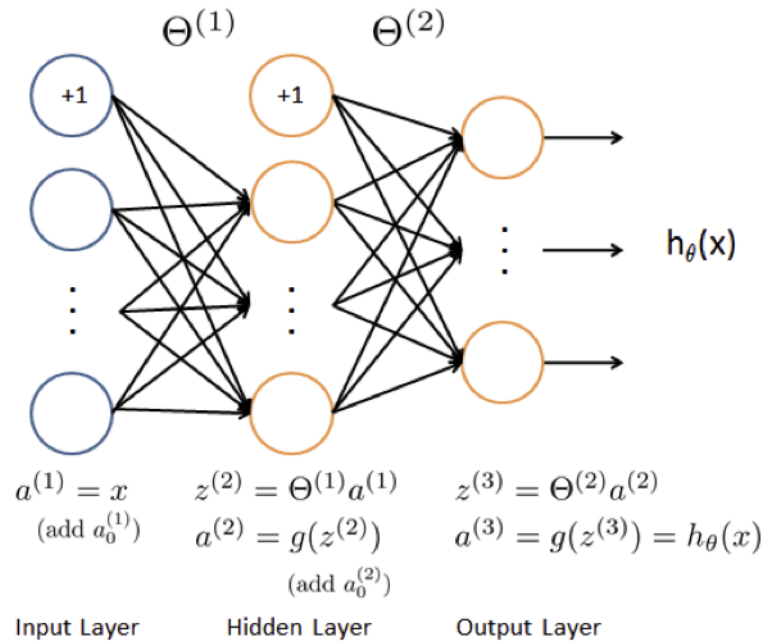 Θ^(1) Θ^(2)
+1 +1
h_θ(x)
a^(1) = x z^(2) = Θ^(1)a^(1) z^(3) = Θ^(2)a^(2)
(add a_0^(1)) a^(2) = g(z^(2)) a^(3) = g(z^(3)) = h_θ(x)
(add a_0^(2))
Input Layer Hidden Layer Output Layer